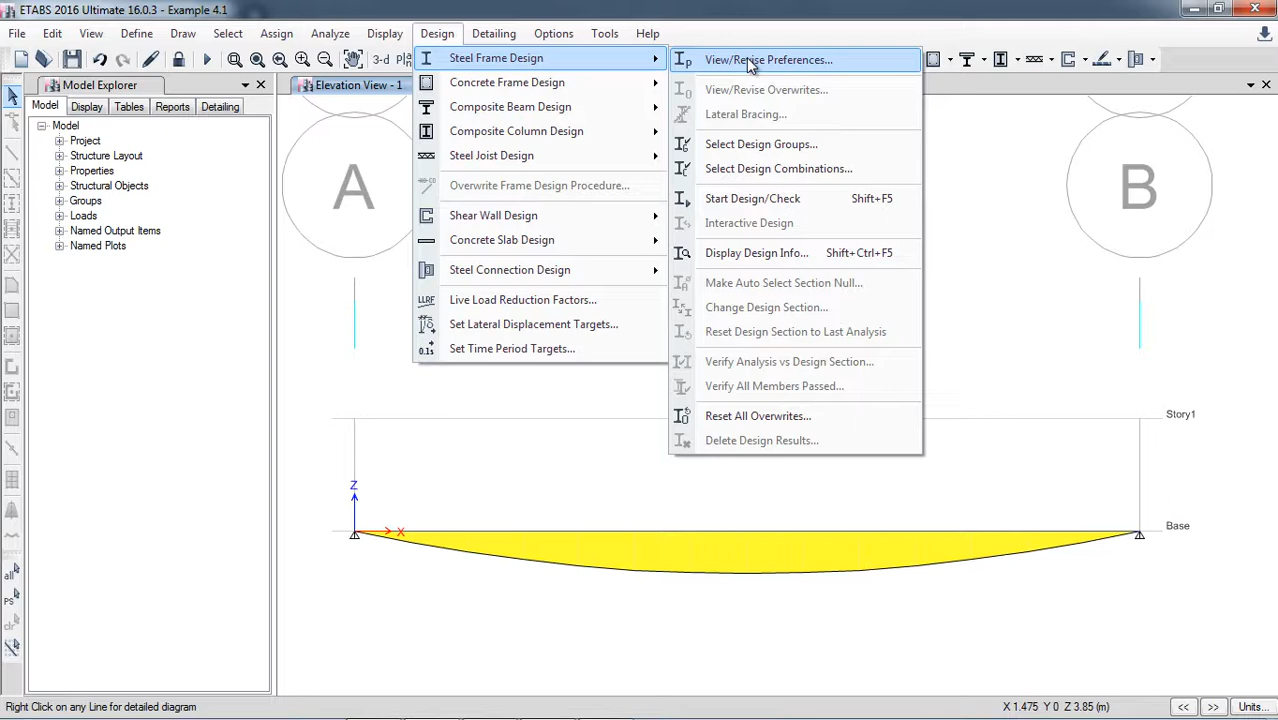 ETABS 2016 Ultimate 16.0.3 - Example 4.1
File Edit View Define Draw Select Assign Analyze Display Design Detailing Options Tools Help
3-d
Model Explorer
Model Display Tables Reports Detailing
Model
Project
Structure Layout
Properties
Structural Objects
Groups
Loads
Named Output Items
Named Plots
Elevation View - 1
Steel Frame Design
Concrete Frame Design
Composite Beam Design
Composite Column Design
Steel Joist Design
Overwrite Frame Design Procedure...
Shear Wall Design
Concrete Slab Design
Steel Connection Design
LLRF Live Load Reduction Factors...
Set Lateral Displacement Targets...
0.1s Set Time Period Targets...
View/Revise Preferences...
View/Revise Overwrites...
Lateral Bracing...
Select Design Groups...
Select Design Combinations...
Start Design/Check Shift+F5
Interactive Design
Display Design Info... Shift+Ctrl+F5
Make Auto Select Section Null...
Change Design Section...
Reset Design Section to Last Analysis
Verify Analysis vs Design Section...
Verify All Members Passed...
Reset All Overwrites...
Delete Design Results...
A
B
Story1
Z
X
Base
all
PS
clr
Right Click on any Line for detailed diagram
X 1.475 Y 0 Z 3.85 (m)
<< >> Units...